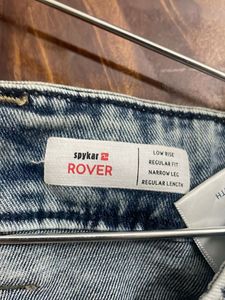 spykar
ROVER
LOW RISE
REGULAR FIT
NARROW LEG
REGULAR LENGTH